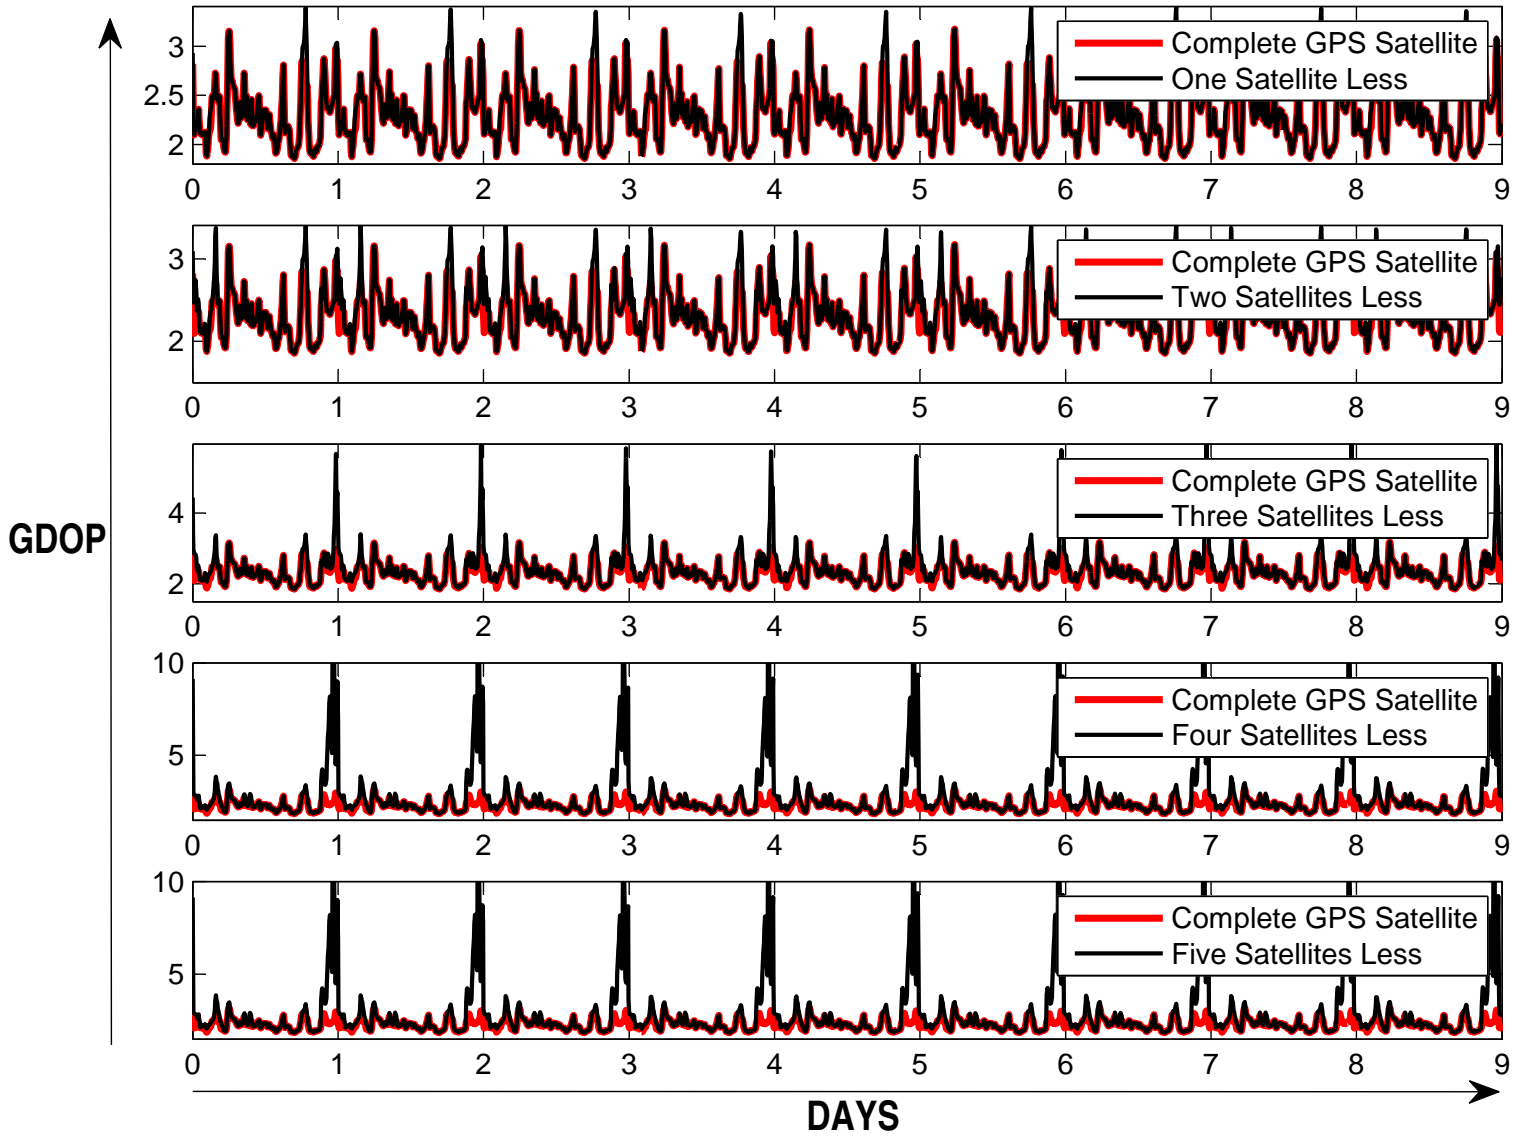 3
2.5
2
Complete GPS Satellite
One Satellite Less
0 1 2 3 4 5 6 7 8 9
3
2
Complete GPS Satellite
Two Satellites Less
0 1 2 3 4 5 6 7 8 9
4
2
Complete GPS Satellite
Three Satellites Less
0 1 2 3 4 5 6 7 8 9
GDOP
10
5
Complete GPS Satellite
Four Satellites Less
0 1 2 3 4 5 6 7 8 9
10
5
Complete GPS Satellite
Five Satellites Less
0 1 2 3 4 5 6 7 8 9
DAYS